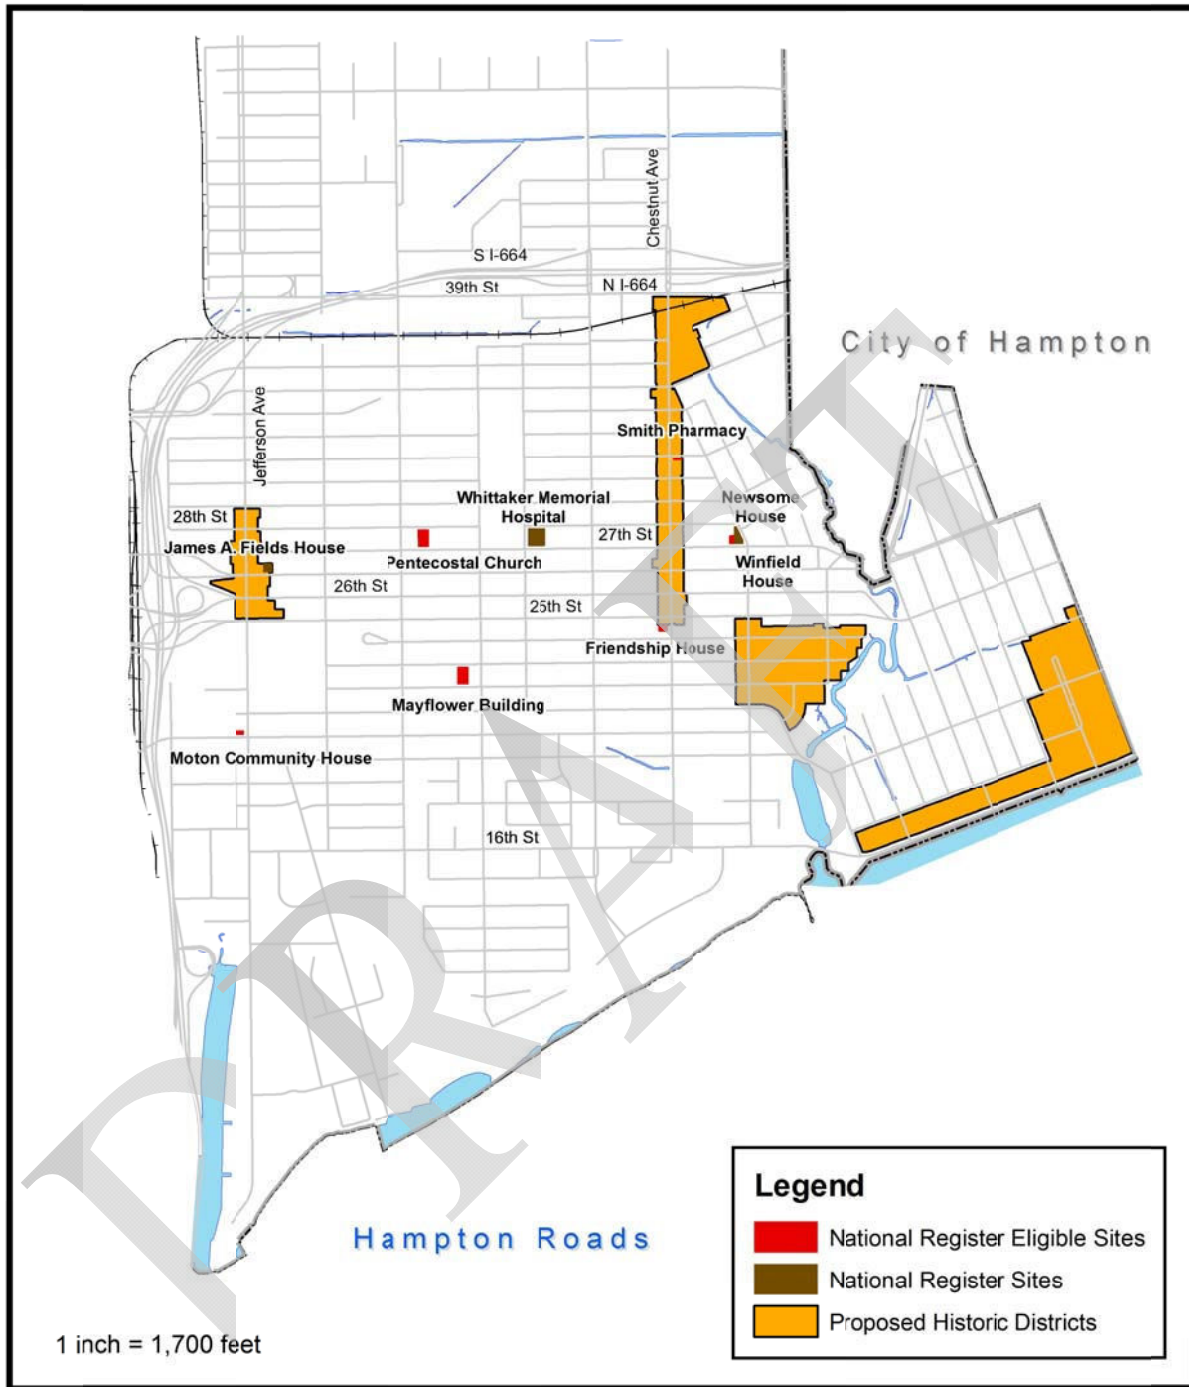 Chestnut Ave
S I-664
39th St
N I-664
City of Hampton
Jefferson Ave
Smith Pharmacy
Whittaker Memorial
Hospital
Newsome
House
28th St
27th St
James A. Fields House
Pentecostal Church
Winfield
House
26th St
25th St
Friendship House
Mayflower Building
Moton Community House
16th St
DRAFT
Hampton Roads
Legend
National Register Eligible Sites
National Register Sites
Proposed Historic Districts
1 inch = 1,700 feet